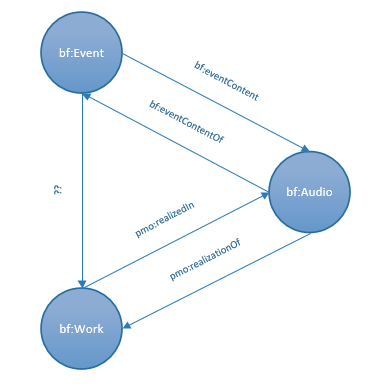 bf:Event
bf:eventContent
bf:eventContentOf
??
bf:Audio
pmo:realizedIn
pmo:realizationOf
bf:Work